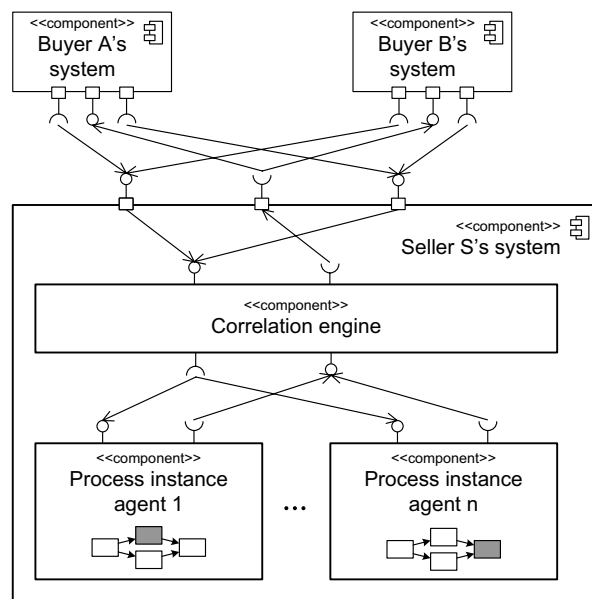 <<component>>
Buyer A's
system
<<component>>
Buyer B's
system
<<component>>
Seller S's system
<<component>>
Correlation engine
<<component>>
Process instance
agent 1
...
<<component>>
Process instance
agent n